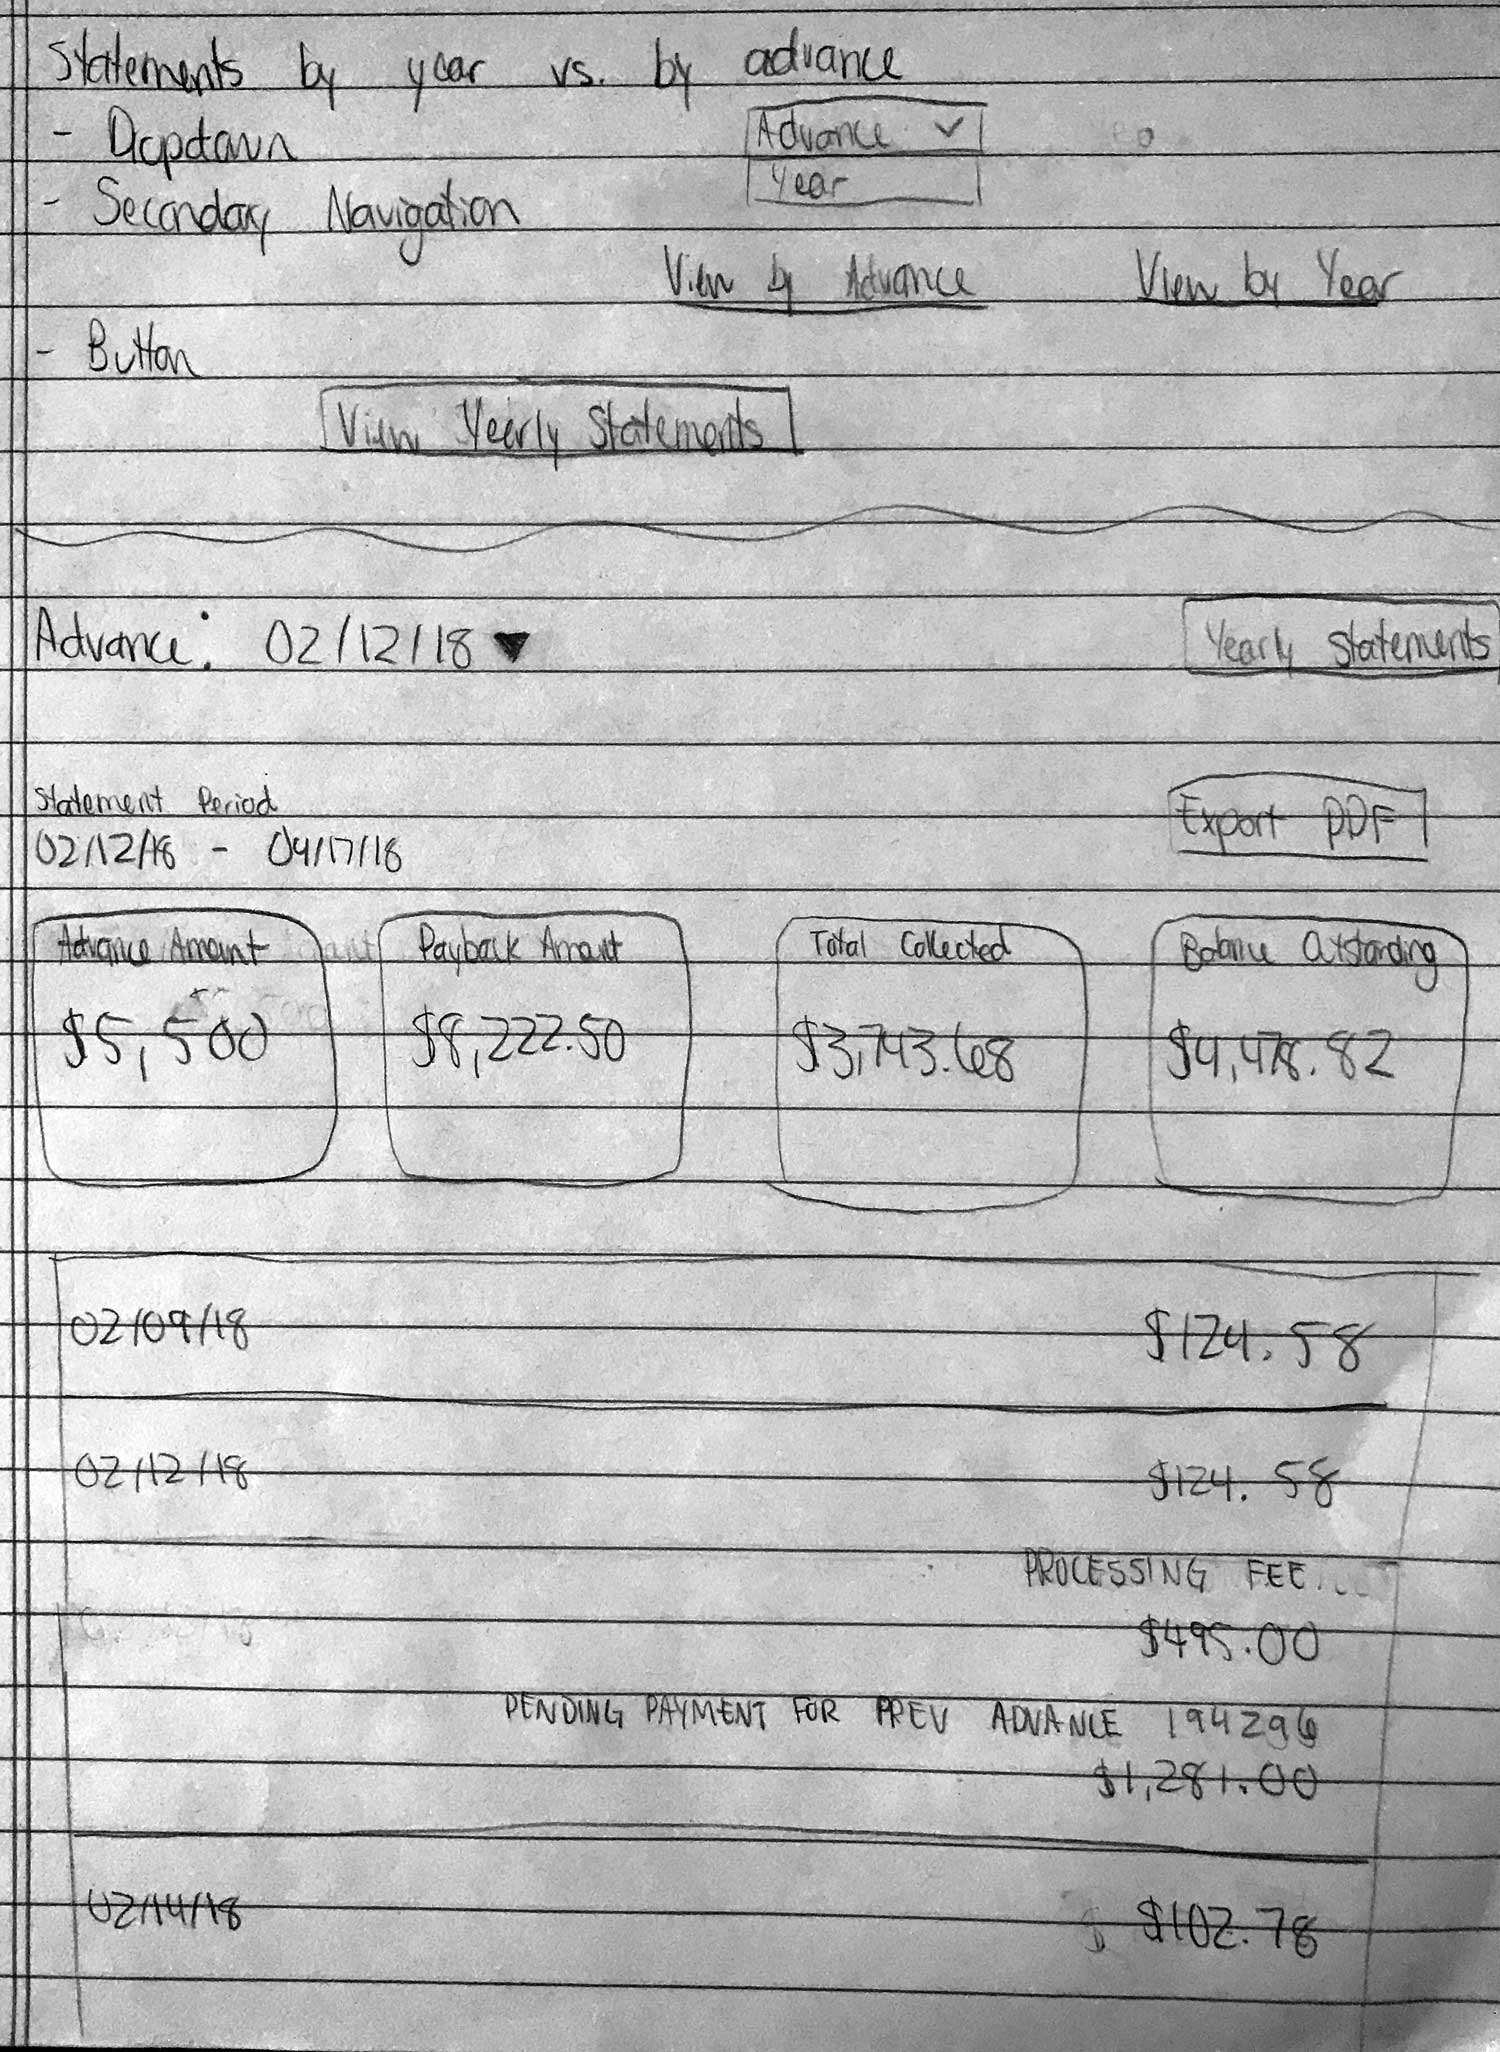 Statements by year vs. by advance
- Dropdown
Advance
Year
- Secondary Navigation
View by Advance View by Year
- Button
View Yearly Statements
Advance: 02/12/18 ▼ Yearly Statements
Statement Period
02/12/18 - 04/17/18
Export PDF
Advance Amount Payback Amount Total Collected Balance Outstanding
$5,500 $8,222.50 $3,743.68 $4,478.82
02/09/18 $124.58
02/12/18 $124.58
PROCESSING FEE
$495.00
PENDING PAYMENT FOR PREV ADVANCE 194296
$1,281.00
02/14/18 $102.78